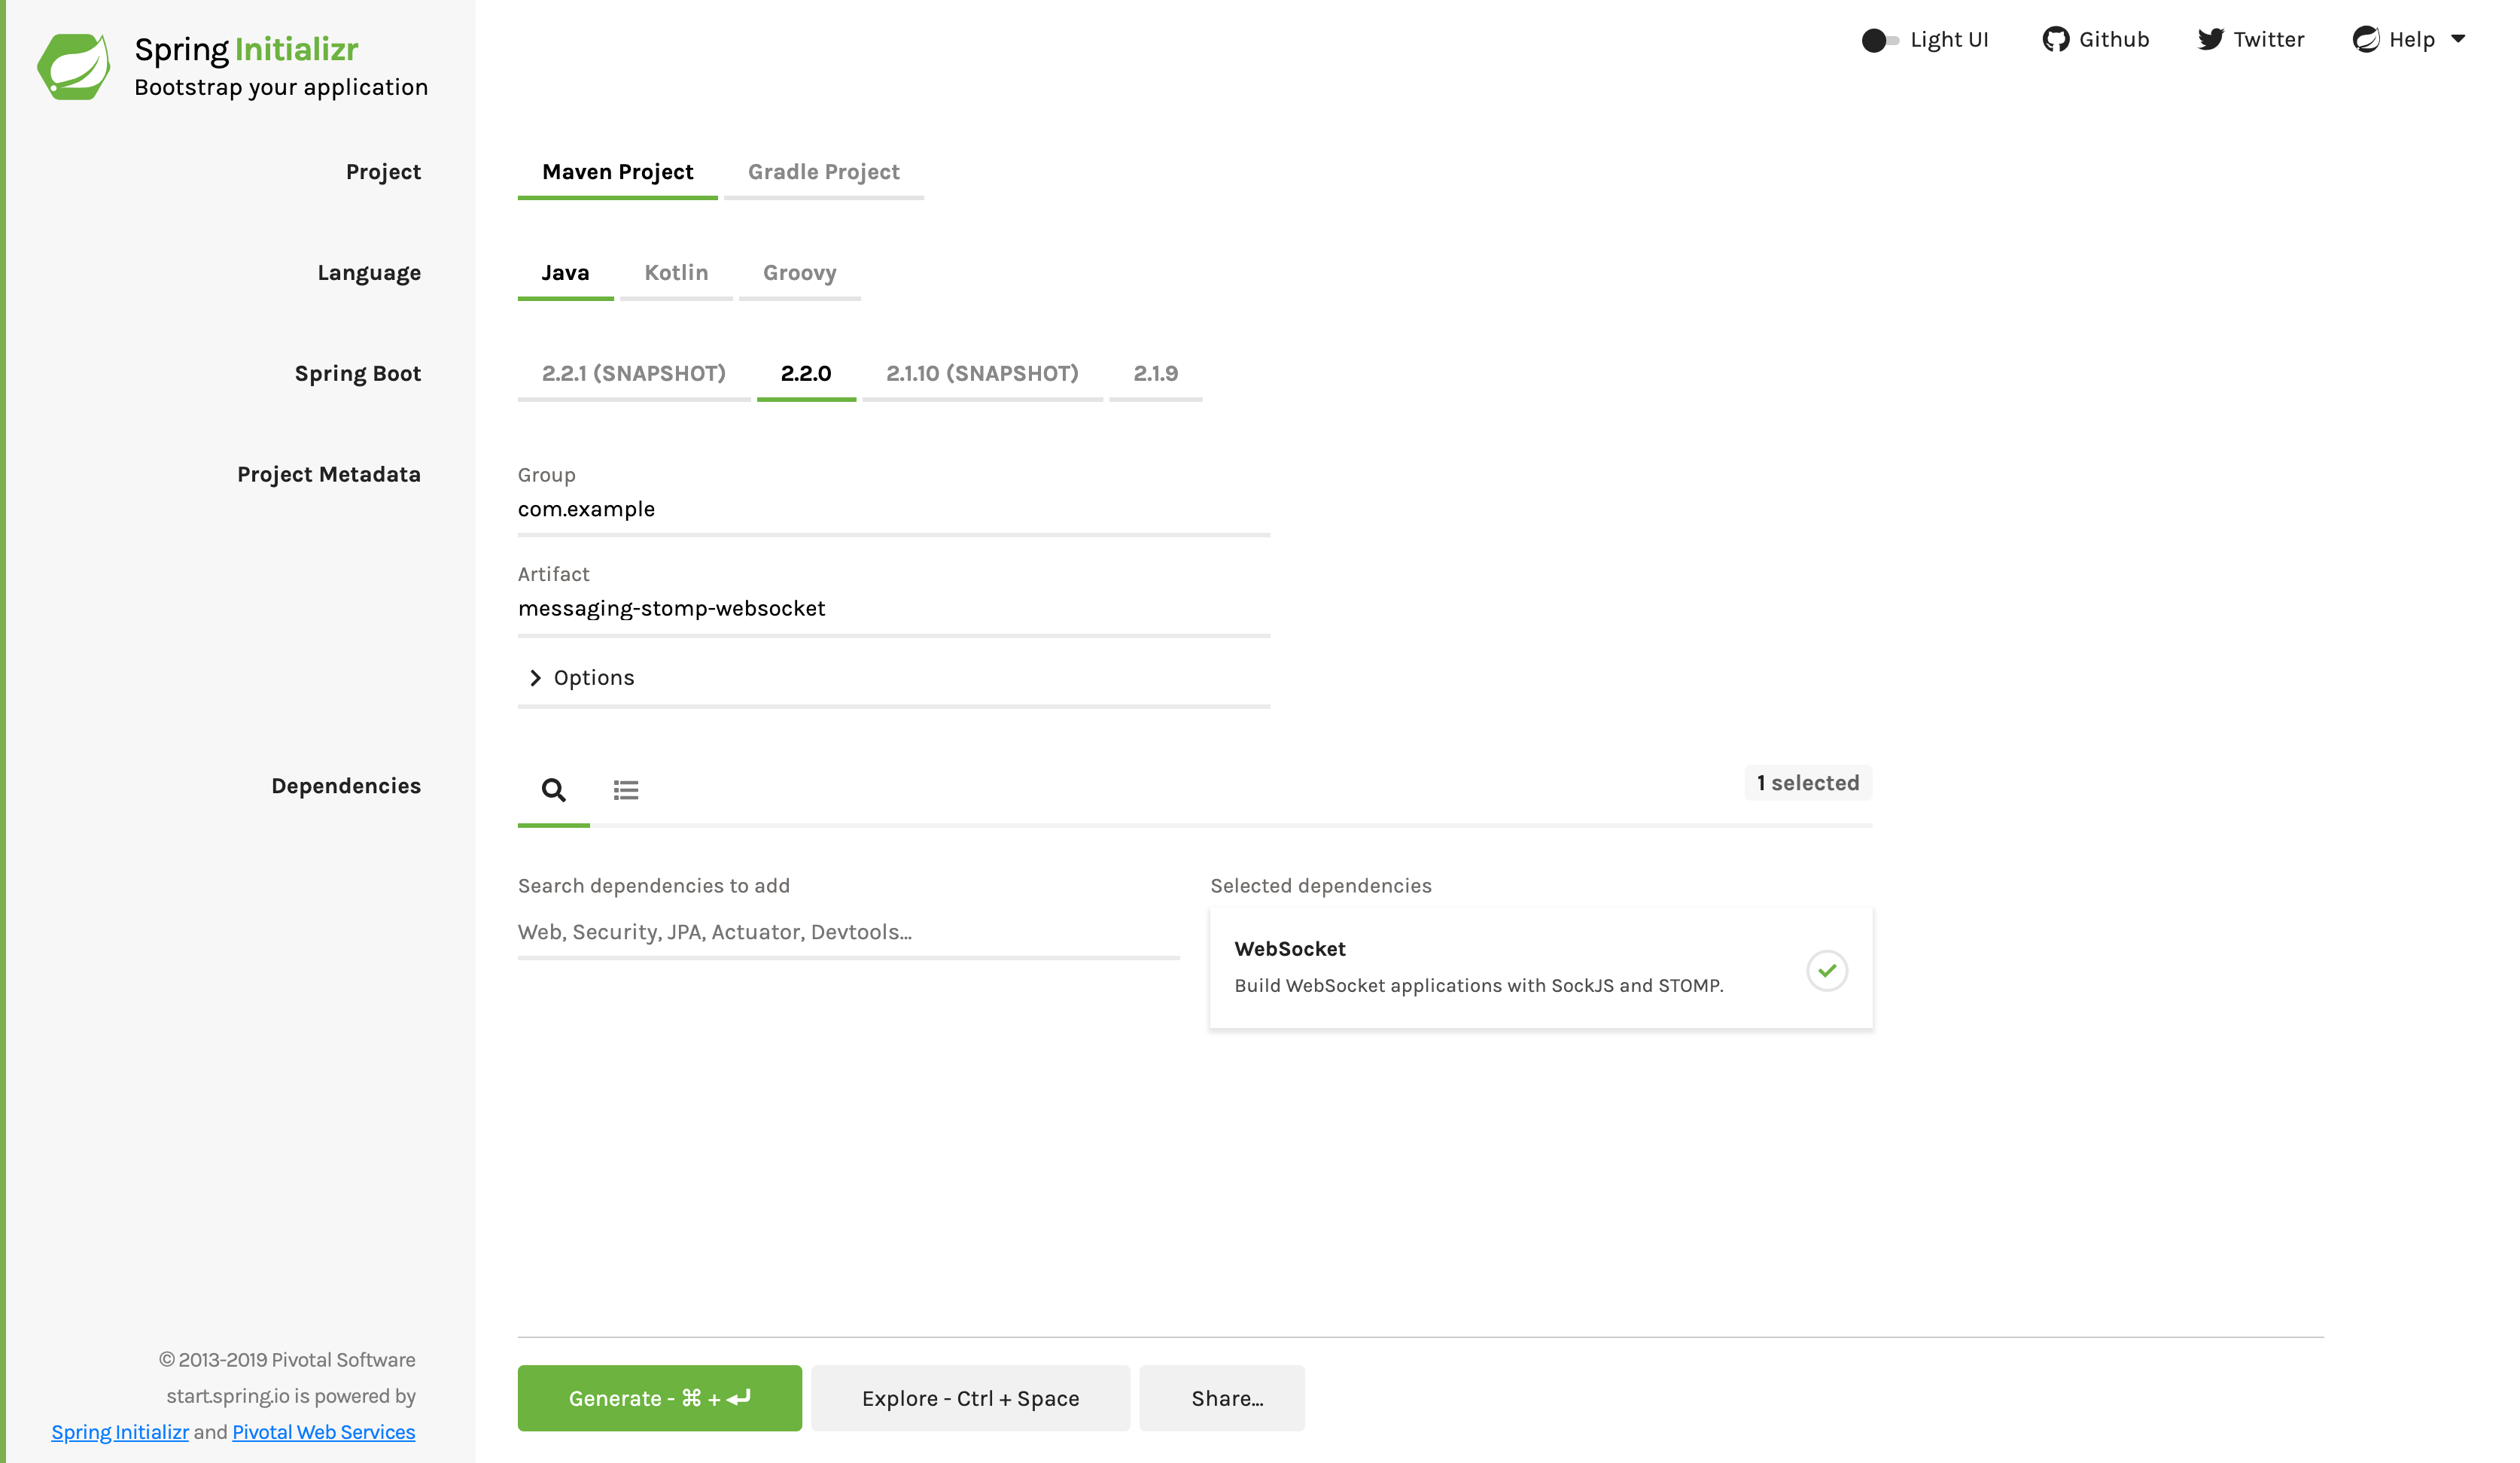 Spring Initializr
Bootstrap your application
Light UI
Github
Twitter
Help
Project
Maven Project
Gradle Project
Language
Java
Kotlin
Groovy
Spring Boot
2.2.1 (SNAPSHOT)
2.2.0
2.1.10 (SNAPSHOT)
2.1.9
Project Metadata
Group
com.example
Artifact
messaging-stomp-websocket
Options
Dependencies
1 selected
Search dependencies to add
Web, Security, JPA, Actuator, Devtools...
Selected dependencies
WebSocket
Build WebSocket applications with SockJS and STOMP.
© 2013-2019 Pivotal Software
start.spring.io is powered by
Spring Initializr and Pivotal Web Services
Generate - ⌘ + ⏎
Explore - Ctrl + Space
Share...